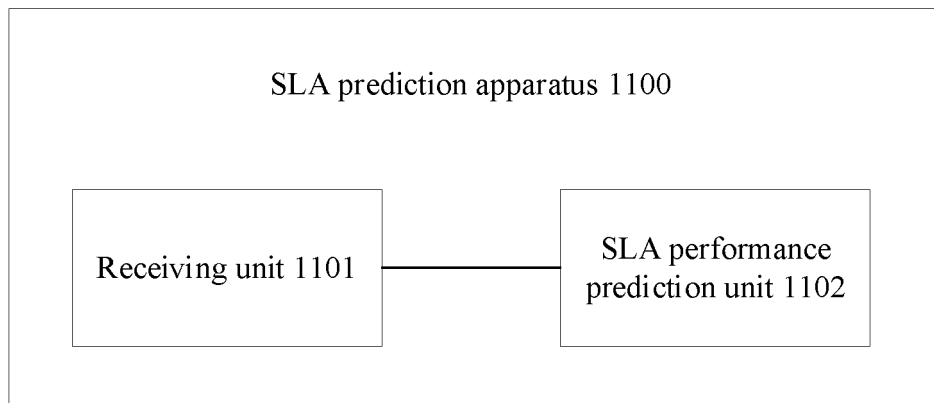 SLA prediction apparatus 1100
Receiving unit 1101
SLA performance
prediction unit 1102